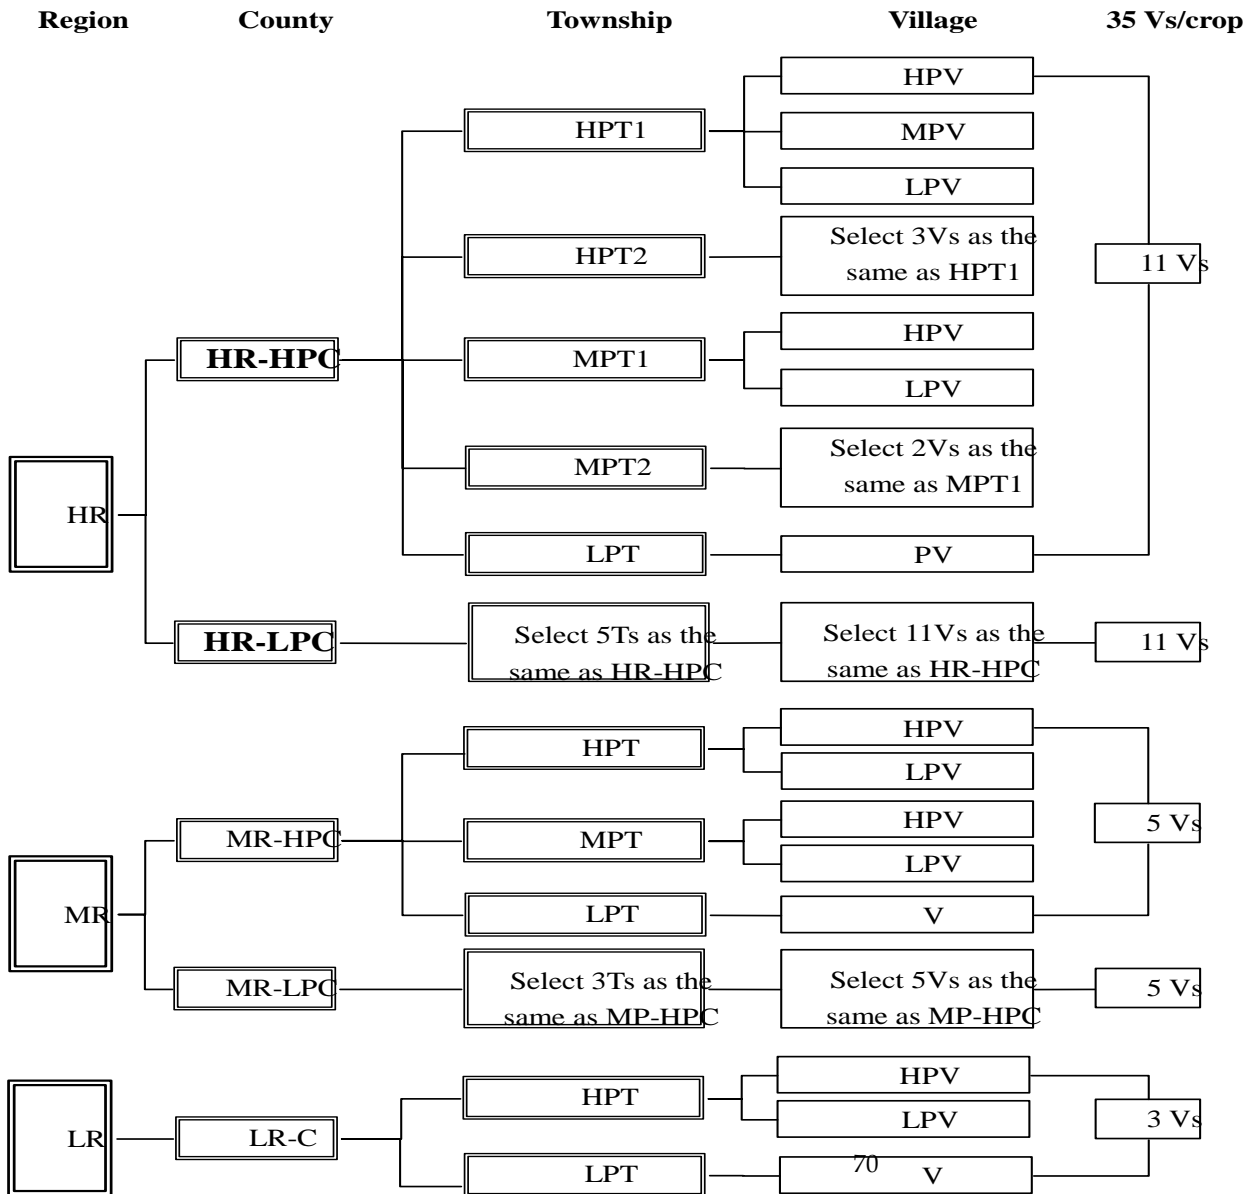 Region County Township Village 35 Vs/crop
HPV
HPT1 MPV
LPV
HPT2 Select 3Vs as the
same as HPT1
11 Vs
HPV
HR-HPC MPT1
LPV
MPT2 Select 2Vs as the
same as MPT1
HR
LPT PV
HR-LPC Select 5Ts as the Select 11Vs as the 11 Vs
same as HR-HPC same as HR-HPC
HPT HPV
LPV
MR-HPC MPT HPV 5 Vs
LPV
MR
LPT V
MR-LPC Select 3Ts as the Select 5Vs as the 5 Vs
same as MP-HPC same as MP-HPC
HPT HPV
LPV
LR LR-C 3 Vs
LPT V
70